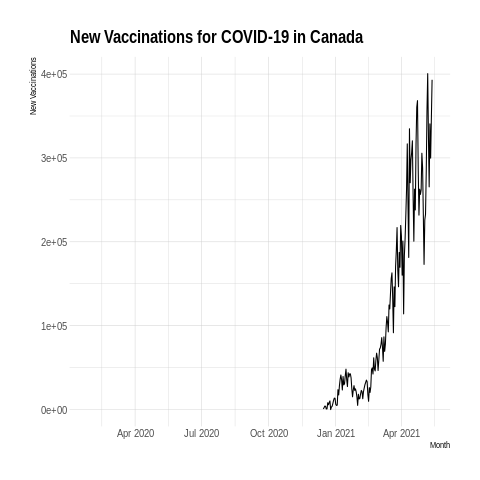 New Vaccinations for COVID-19 in Canada
New Vaccinations
4e+05
3e+05
2e+05
1e+05
0e+00
Apr 2020 Jul 2020 Oct 2020 Jan 2021 Apr 2021
Month